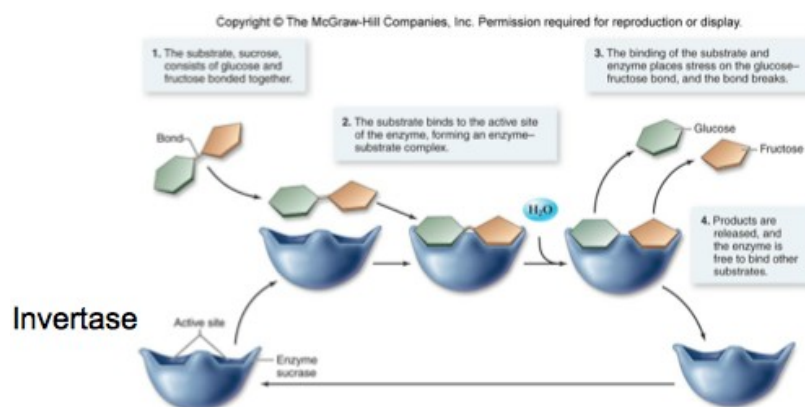 Copyright © The McGraw-Hill Companies, Inc. Permission required for reproduction or display.
1. The substrate, sucrose,
consists of glucose and
fructose bonded together.
Bond
2. The substrate binds to the active site
of the enzyme, forming an enzyme–
substrate complex.
3. The binding of the substrate and
enzyme places stress on the glucose–
fructose bond, and the bond breaks.
Glucose
Fructose
H₂O
4. Products are
released, and
the enzyme is
free to bind other
substrates.
Invertase
Active site
Enzyme
sucrase